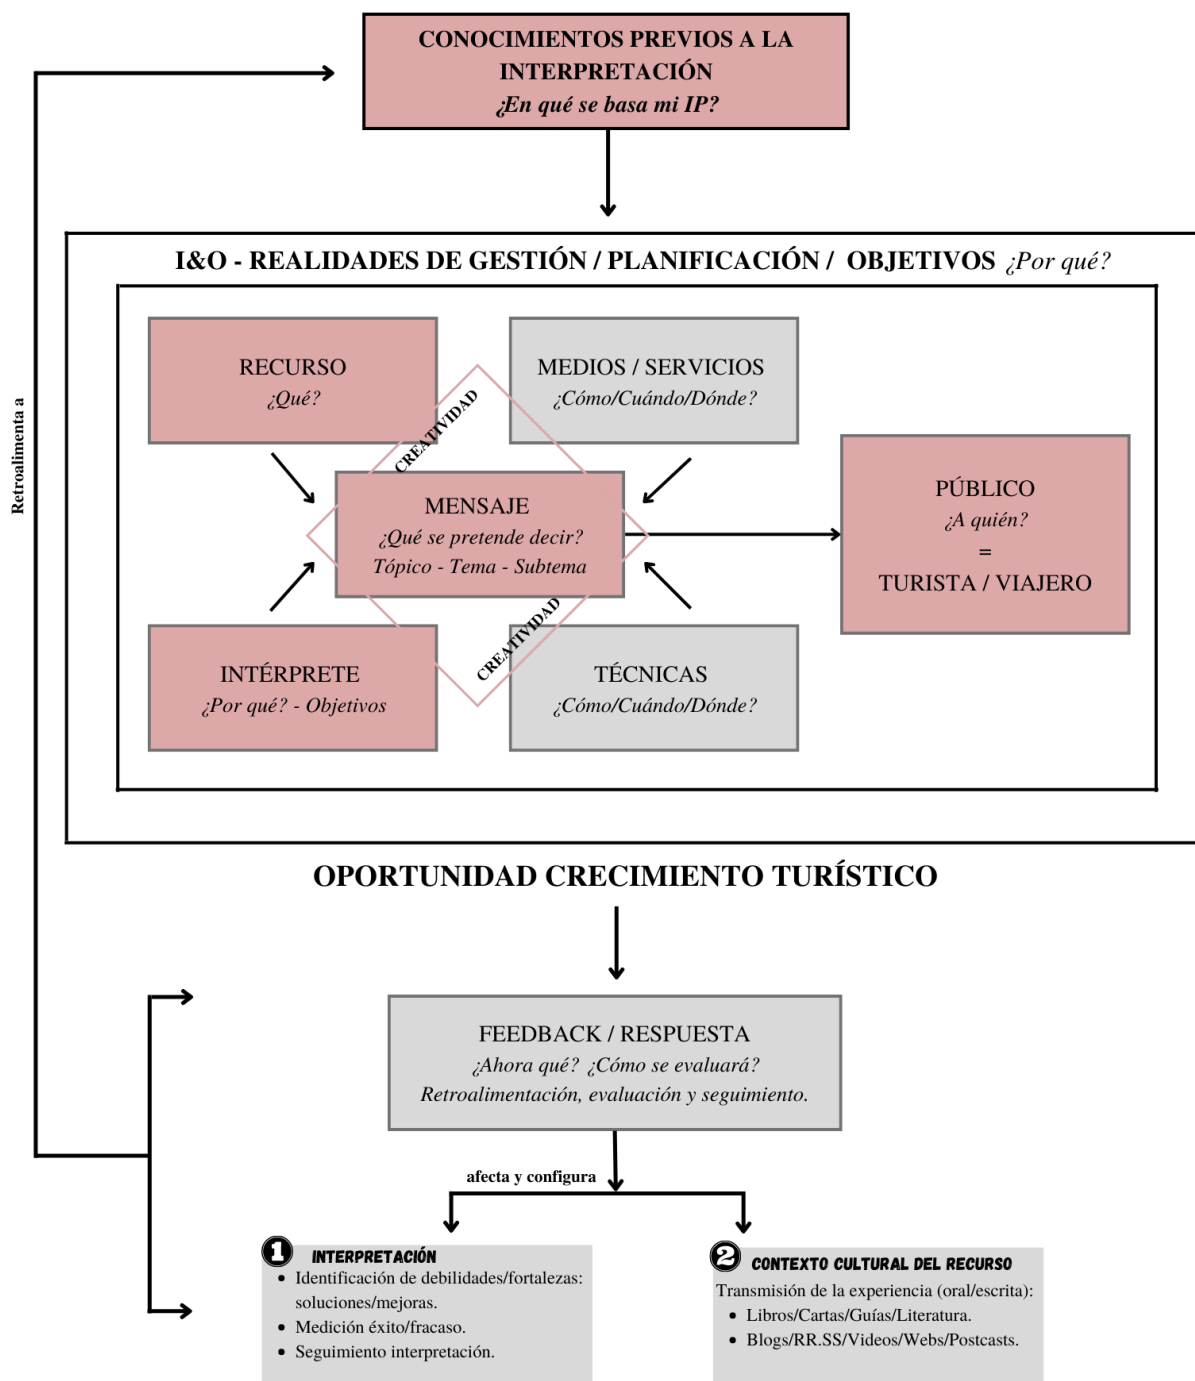 CONOCIMIENTOS PREVIOS A LA
INTERPRETACIÓN
¿En qué se basa mi IP?
Retroalimenta a
I&O - REALIDADES DE GESTIÓN / PLANIFICACIÓN / OBJETIVOS ¿Por qué?
RECURSO
¿Qué?
MEDIOS / SERVICIOS
¿Cómo/Cuándo/Dónde?
CREATIVIDAD
MENSAJE
¿Qué se pretende decir?
Tópico - Tema - Subtema
PÚBLICO
¿A quién?
=
TURISTA / VIAJERO
CREATIVIDAD
INTÉRPRETE
¿Por qué? - Objetivos
TÉCNICAS
¿Cómo/Cuándo/Dónde?
OPORTUNIDAD CRECIMIENTO TURÍSTICO
FEEDBACK / RESPUESTA
¿Ahora qué? ¿Cómo se evaluará?
Retroalimentación, evaluación y seguimiento.
afecta y configura
1 INTERPRETACIÓN
• Identificación de debilidades/fortalezas:
soluciones/mejoras.
• Medición éxito/fracaso.
• Seguimiento interpretación.
2 CONTEXTO CULTURAL DEL RECURSO
Transmisión de la experiencia (oral/escrita):
• Libros/Cartas/Guías/Literatura.
• Blogs/RR.SS/Videos/Webs/Postcasts.